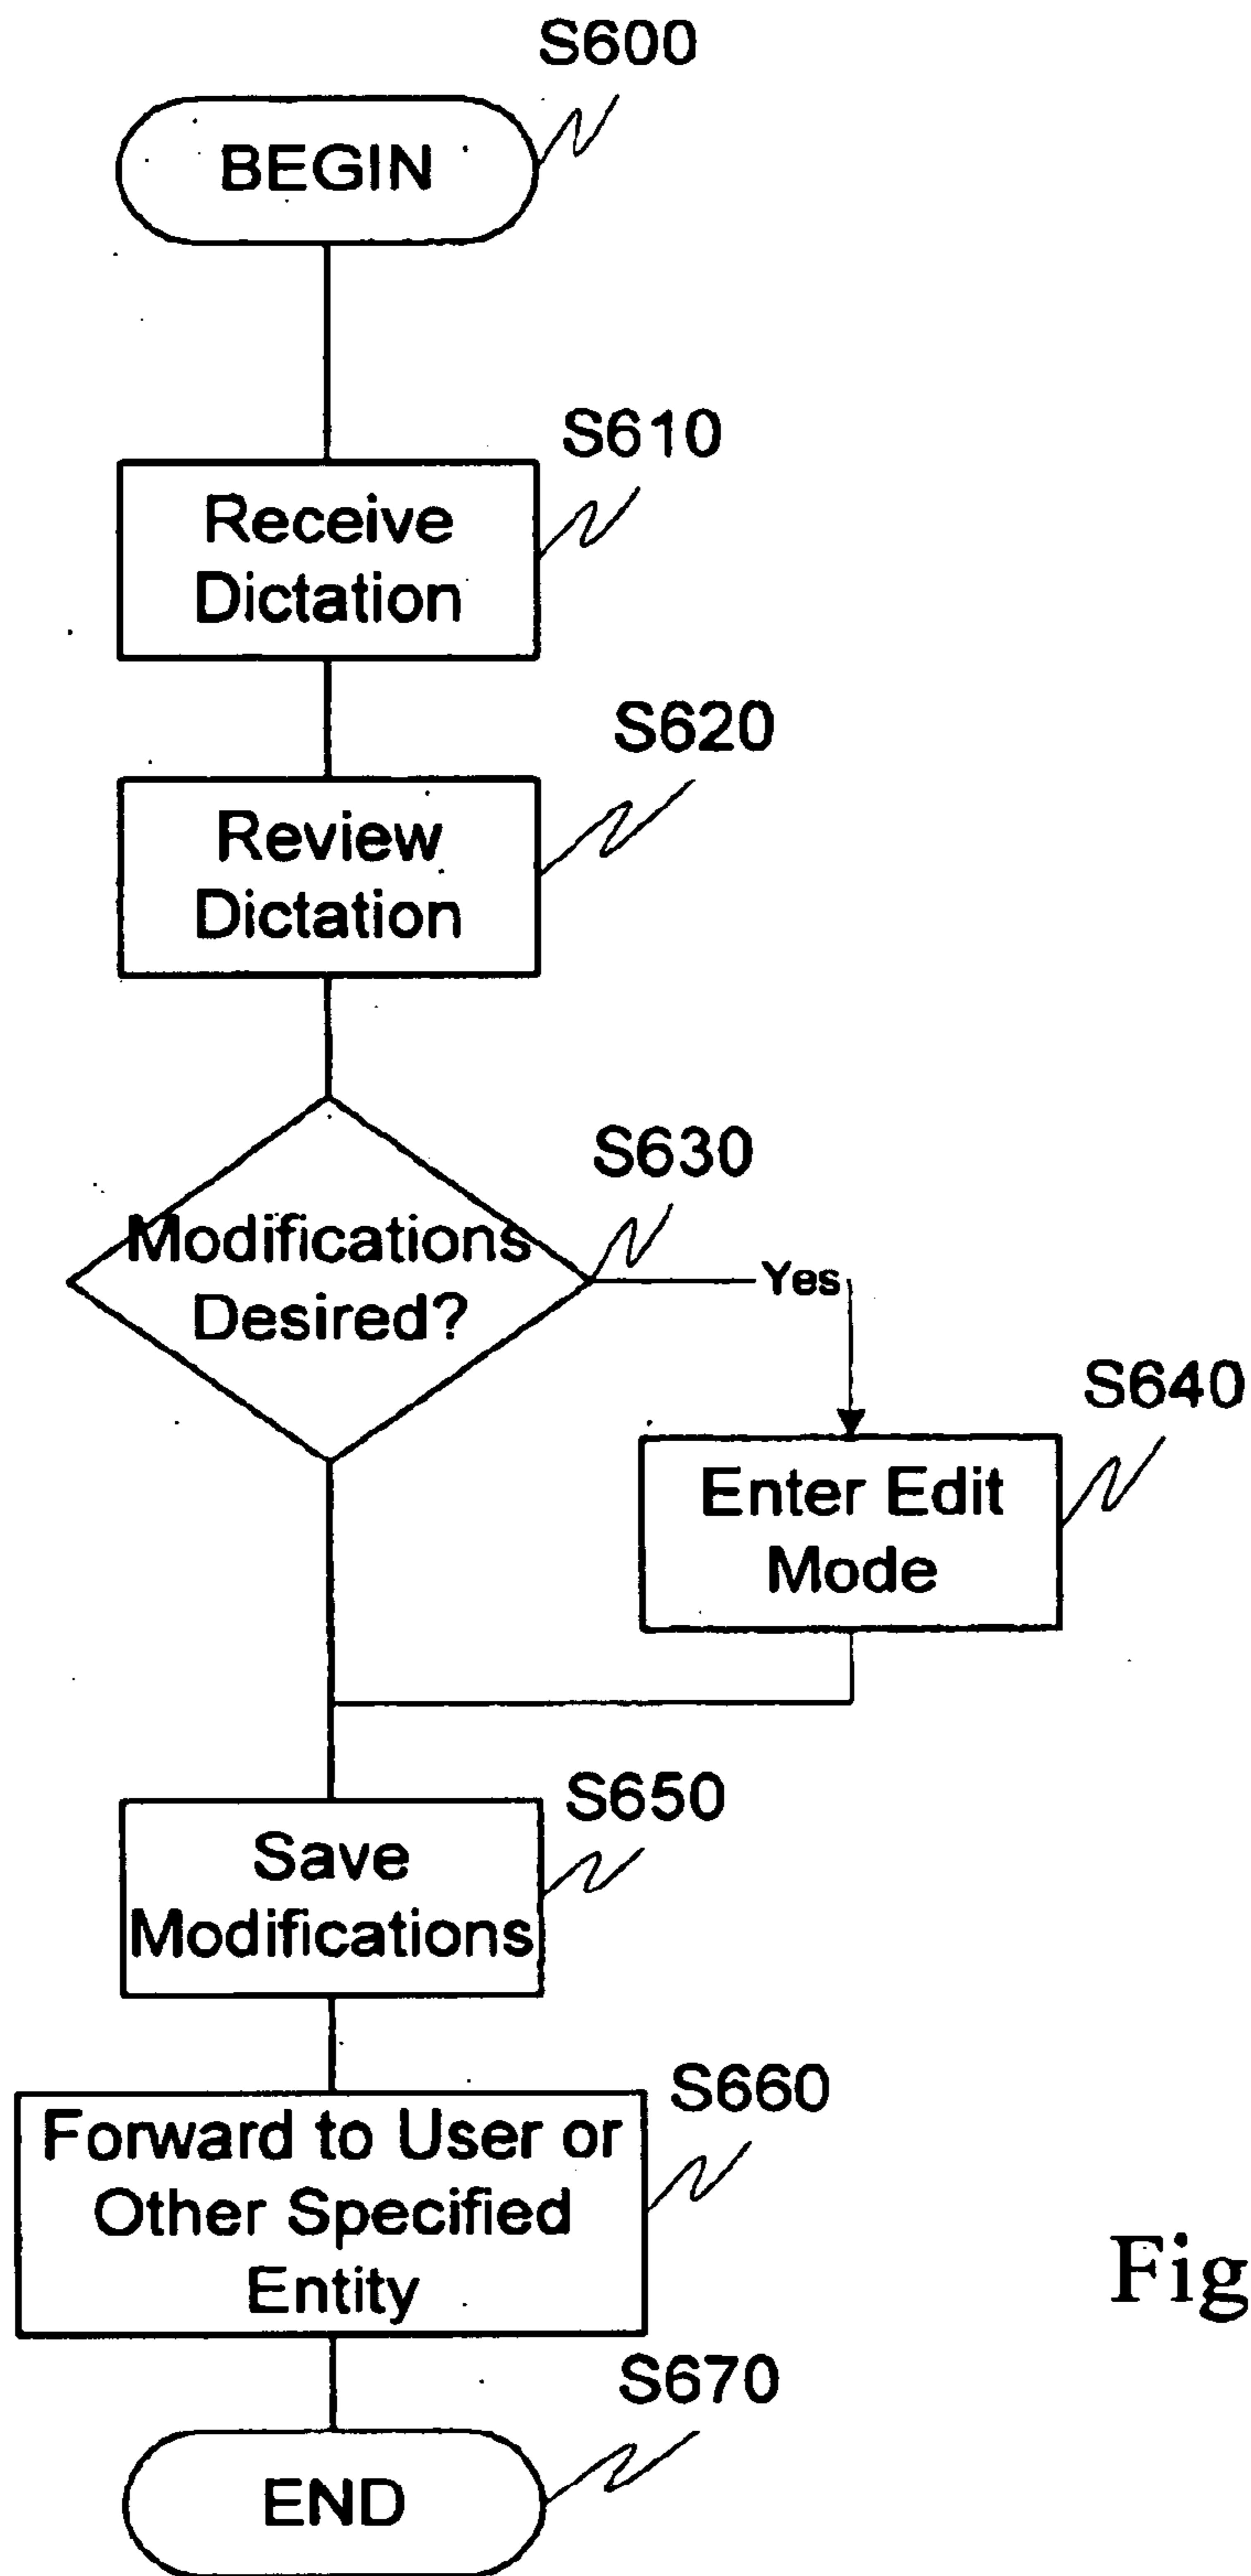 S600
BEGIN
S610
Receive
Dictation
S620
Review
Dictation
S630
Modifications
Desired?
Yes
S640
Enter Edit
Mode
S650
Save
Modifications
S660
Forward to User or
Other Specified
Entity
Fig
S670
END